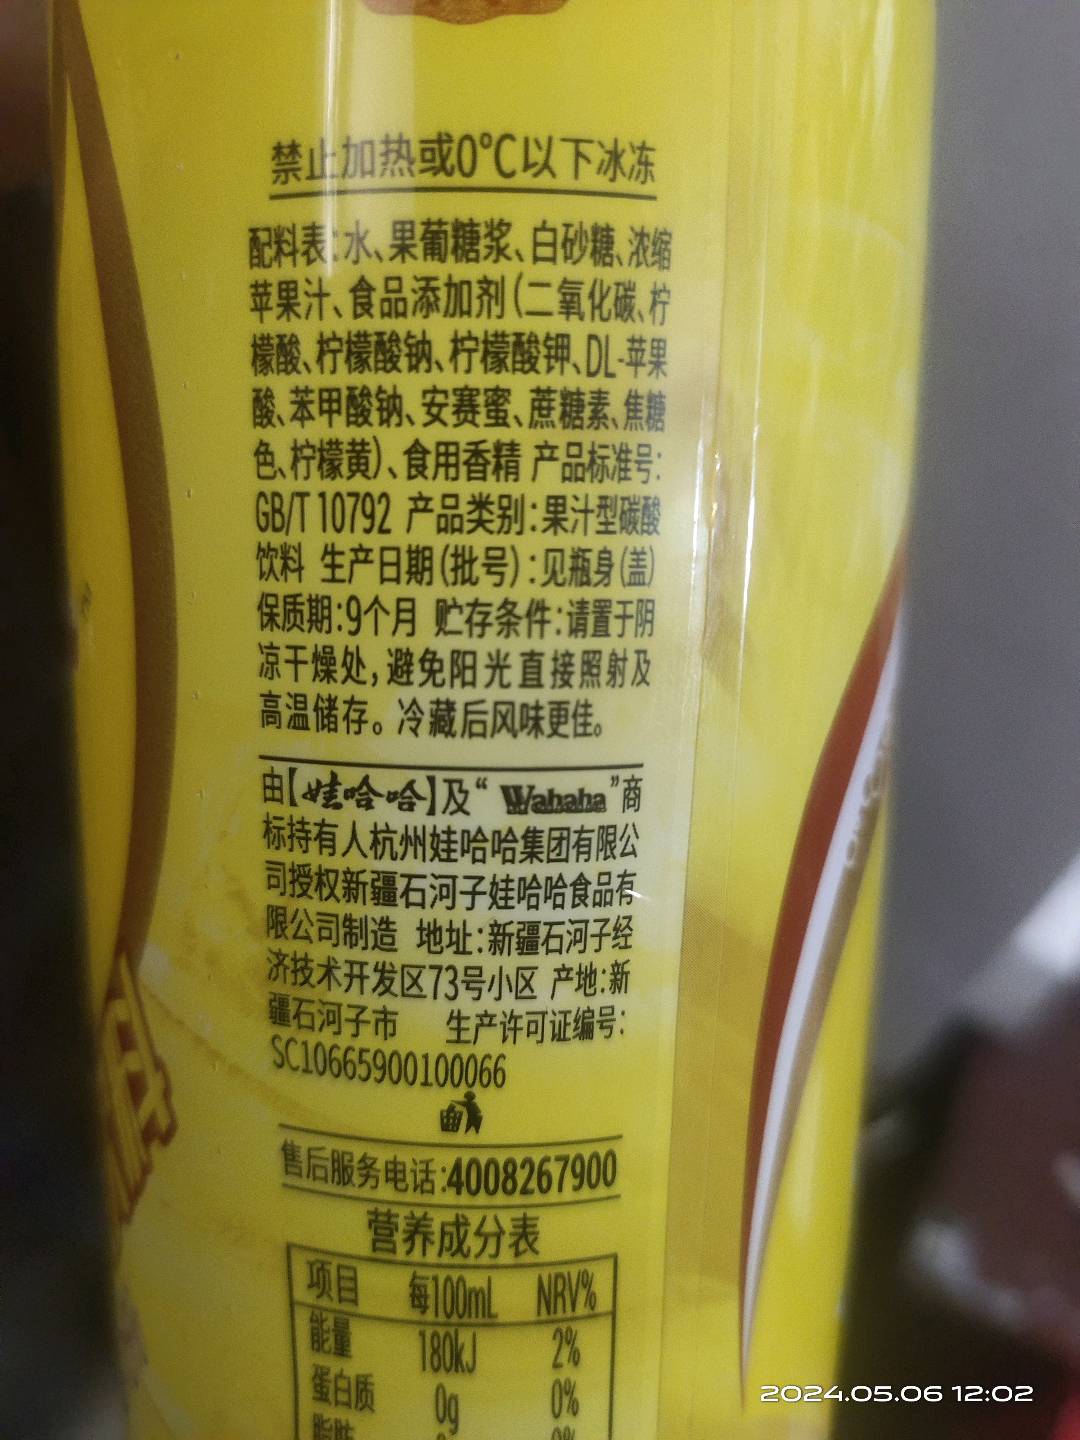 禁止加热或0℃以下冰冻
配料表:水、果葡糖浆、白砂糖、浓缩
苹果汁、食品添加剂(二氧化碳、柠
檬酸、柠檬酸钠、柠檬酸钾、DL-苹果
酸、苯甲酸钠、安赛蜜、蔗糖素、焦糖
色、柠檬黄)、食用香精 产品标准号:
GB/T 10792 产品类别:果汁型碳酸
饮料 生产日期(批号):见瓶身(盖)
保质期:9个月 贮存条件:请置于阴
凉干燥处,避免阳光直接照射及
高温储存。冷藏后风味更佳。
由【娃哈哈】及“Wahaha”商
标持有人杭州娃哈哈集团有限公
司授权新疆石河子娃哈哈食品有
限公司制造 地址:新疆石河子经
济技术开发区73号小区 产地:新
疆石河子市 生产许可证编号:
SC10665900100066
售后服务电话:4008267900
营养成分表
项目 每100mL NRV%
能量 180kJ 2%
蛋白质 0g 0%
脂肪
料
2024.05.06 12:02